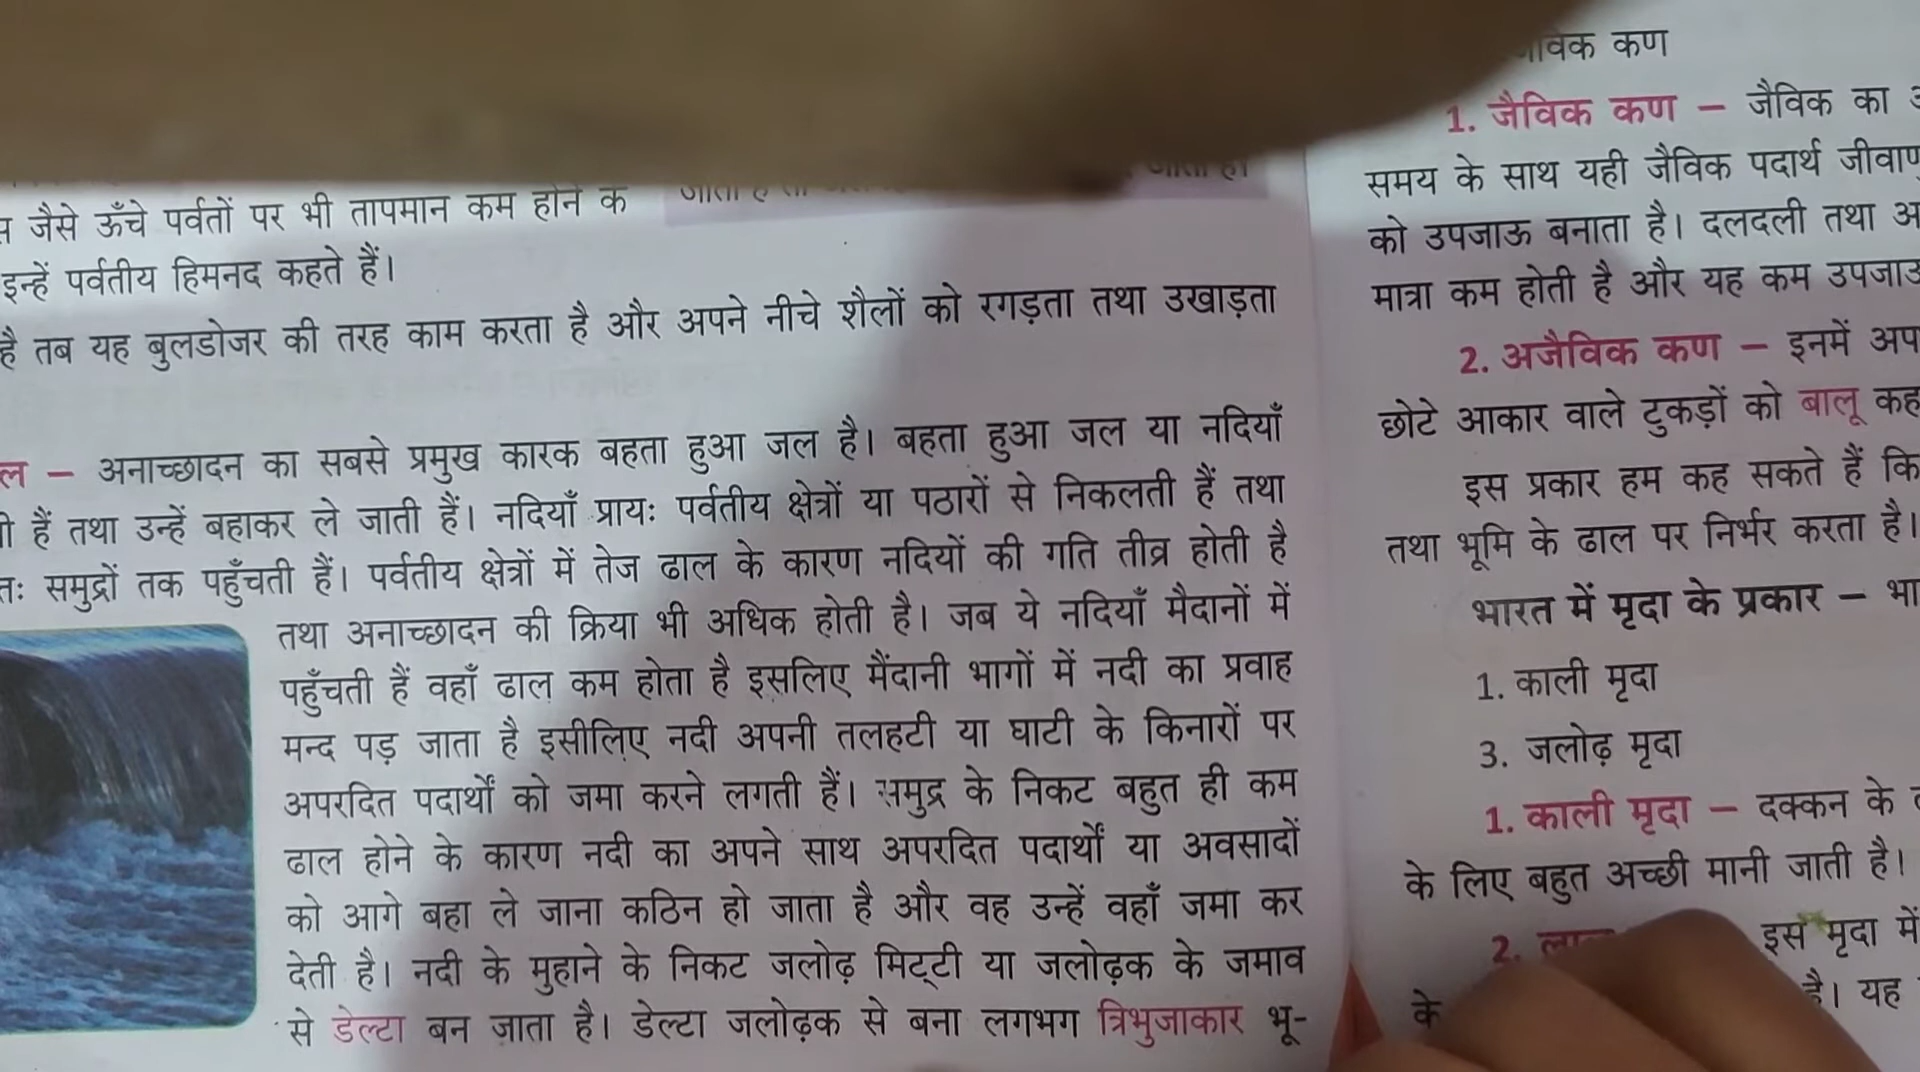 जैसे ऊँचे पर्वतों पर भी तापमान कम होने क
इन्हें पर्वतीय हिमनद कहते हैं।
है तब यह बुलडोजर की तरह काम करता है और अपने नीचे शैलों को रगड़ता तथा उखाड़ता
ल – अनाच्छादन का सबसे प्रमुख कारक बहता हुआ जल है। बहता हुआ जल या नदियाँ
हैं तथा उन्हें बहाकर ले जाती हैं। नदियाँ प्रायः पर्वतीय क्षेत्रों या पठारों से निकलती हैं तथा
तः समुद्रों तक पहुँचती हैं। पर्वतीय क्षेत्रों में तेज ढाल के कारण नदियों की गति तीव्र होती है
तथा अनाच्छादन की क्रिया भी अधिक होती है। जब ये नदियाँ मैदानों में
पहुँचती हैं वहाँ ढाल कम होता है इसलिए मैंदानी भागों में नदी का प्रवाह
मन्द पड़ जाता है इसीलिए नदी अपनी तलहटी या घाटी के किनारों पर
अपरदित पदार्थों को जमा करने लगती हैं। समुद्र के निकट बहुत ही कम
ढाल होने के कारण नदी का अपने साथ अपरदित पदार्थों या अवसादों
को आगे बहा ले जाना कठिन हो जाता है और वह उन्हें वहाँ जमा कर
देती है। नदी के मुहाने के निकट जलोढ़ मिट्टी या जलोढ़क के जमाव
से डेल्टा बन जाता है। डेल्टा जलोढ़क से बना लगभग त्रिभुजाकार भू-
कण
1. जैविक कण – जैविक का
समय के साथ यही जैविक पदार्थ जीवाणु
को उपजाऊ बनाता है। दलदली तथा अ
मात्रा कम होती है और यह कम उपजाऊ
2. अजैविक कण – इनमें अप
छोटे आकार वाले टुकड़ों को बालू कह
इस प्रकार हम कह सकते हैं कि
तथा भूमि के ढाल पर निर्भर करता है।
भारत में मृदा के प्रकार – भा
1. काली मृदा
3. जलोढ़ मृदा
1. काली मृदा – दक्कन के
के लिए बहुत अच्छी मानी जाती है।
2. इस मृदा में
के है। यह